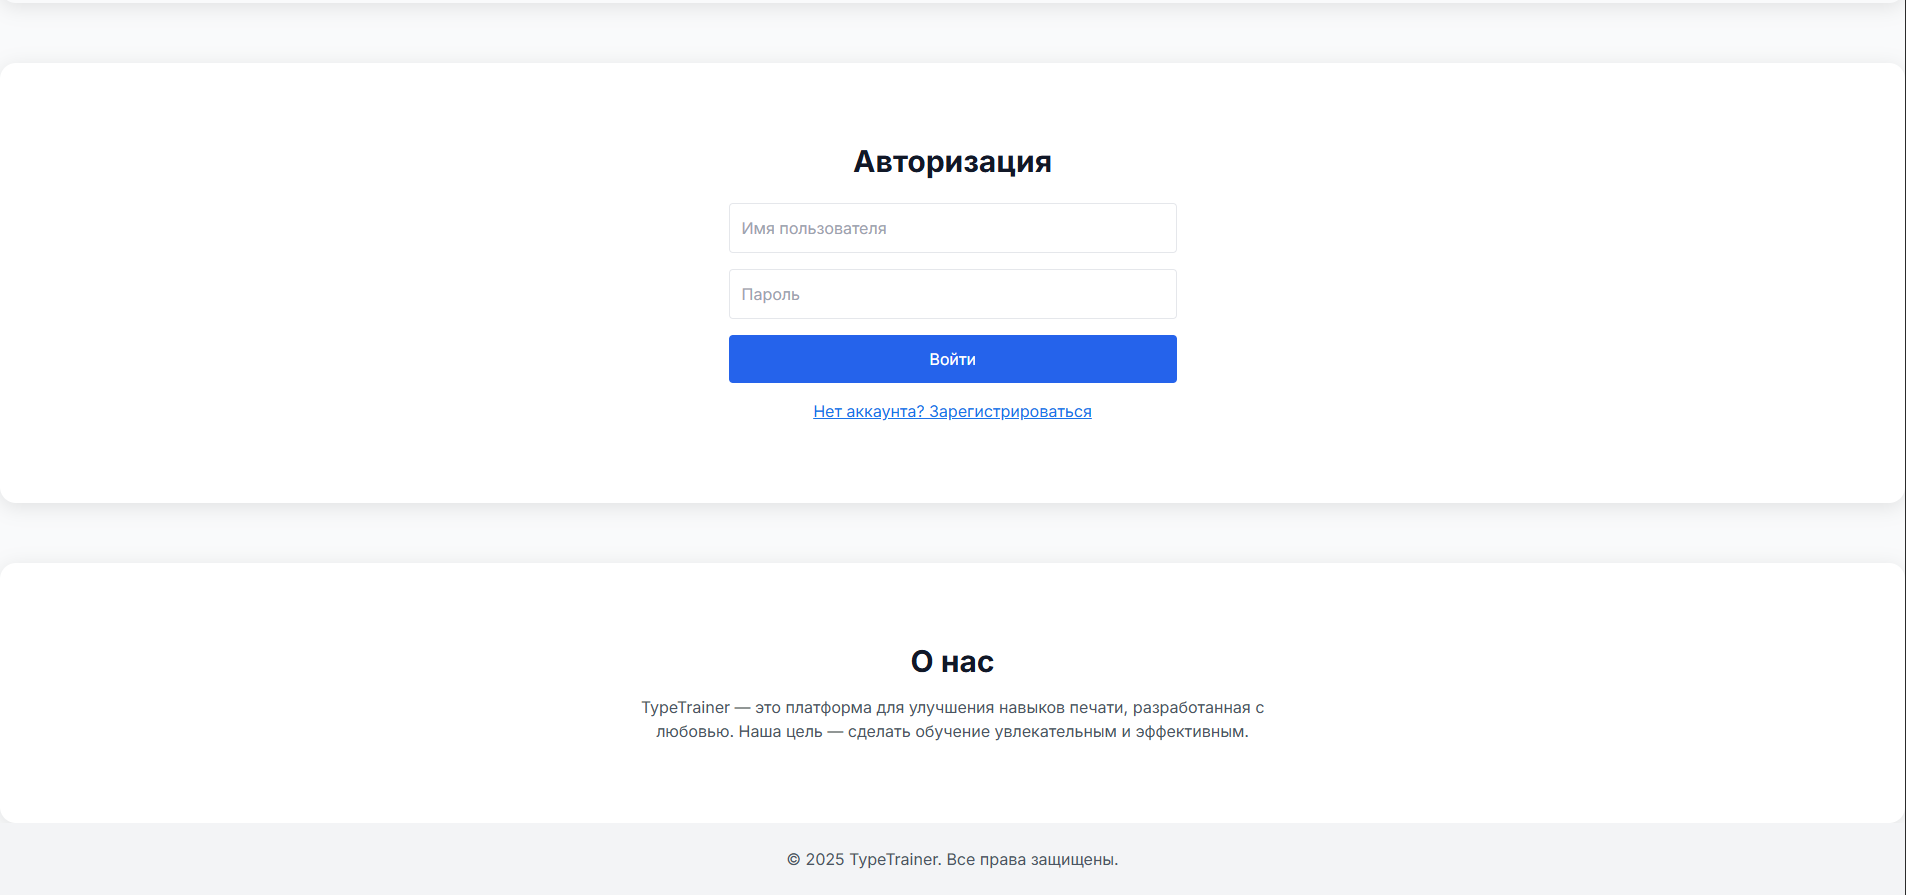 Авторизация
Имя пользователя
Пароль
Войти
Нет аккаунта? Зарегистрироваться
О нас
TypeTrainer — это платформа для улучшения навыков печати, разработанная с
любовью. Наша цель — сделать обучение увлекательным и эффективным.
© 2025 TypeTrainer. Все права защищены.